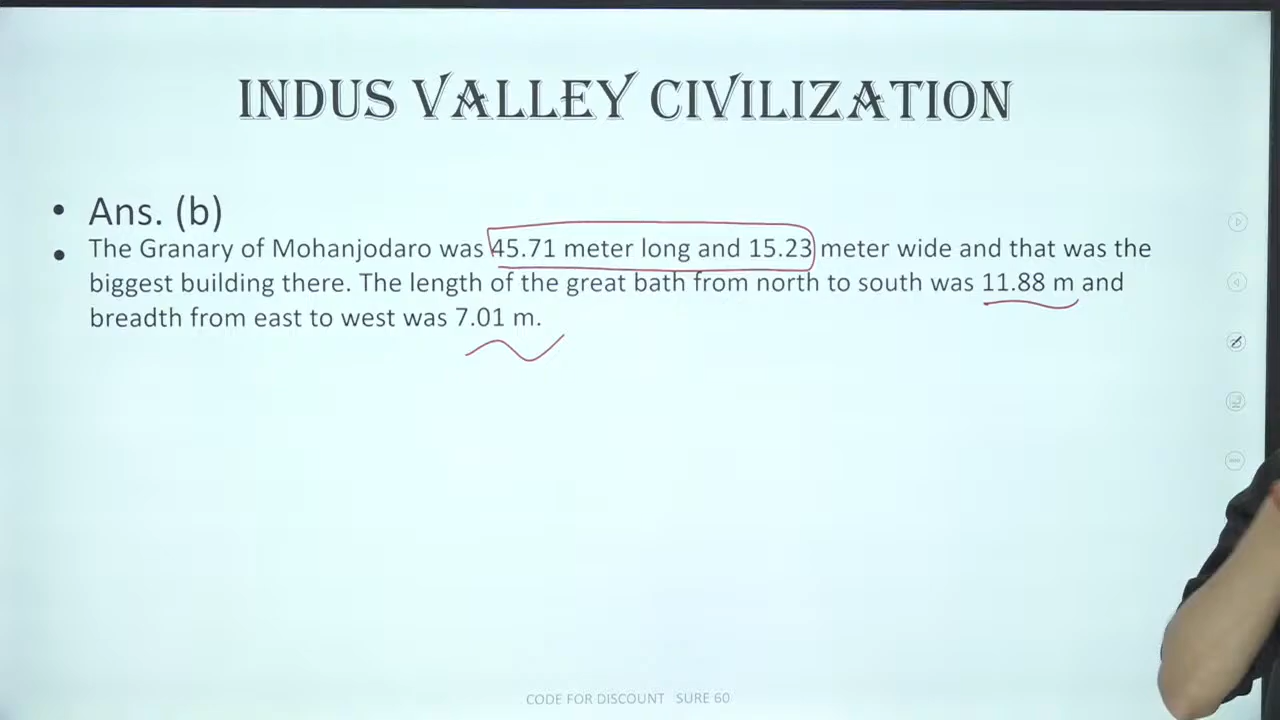 INDUS VALLEY CIVILIZATION
• Ans. (b)
• The Granary of Mohanjodaro was 45.71 meter long and 15.23 meter wide and that was the
biggest building there. The length of the great bath from north to south was 11.88 m and
breadth from east to west was 7.01 m.
CODE FOR DISCOUNT SURE 60